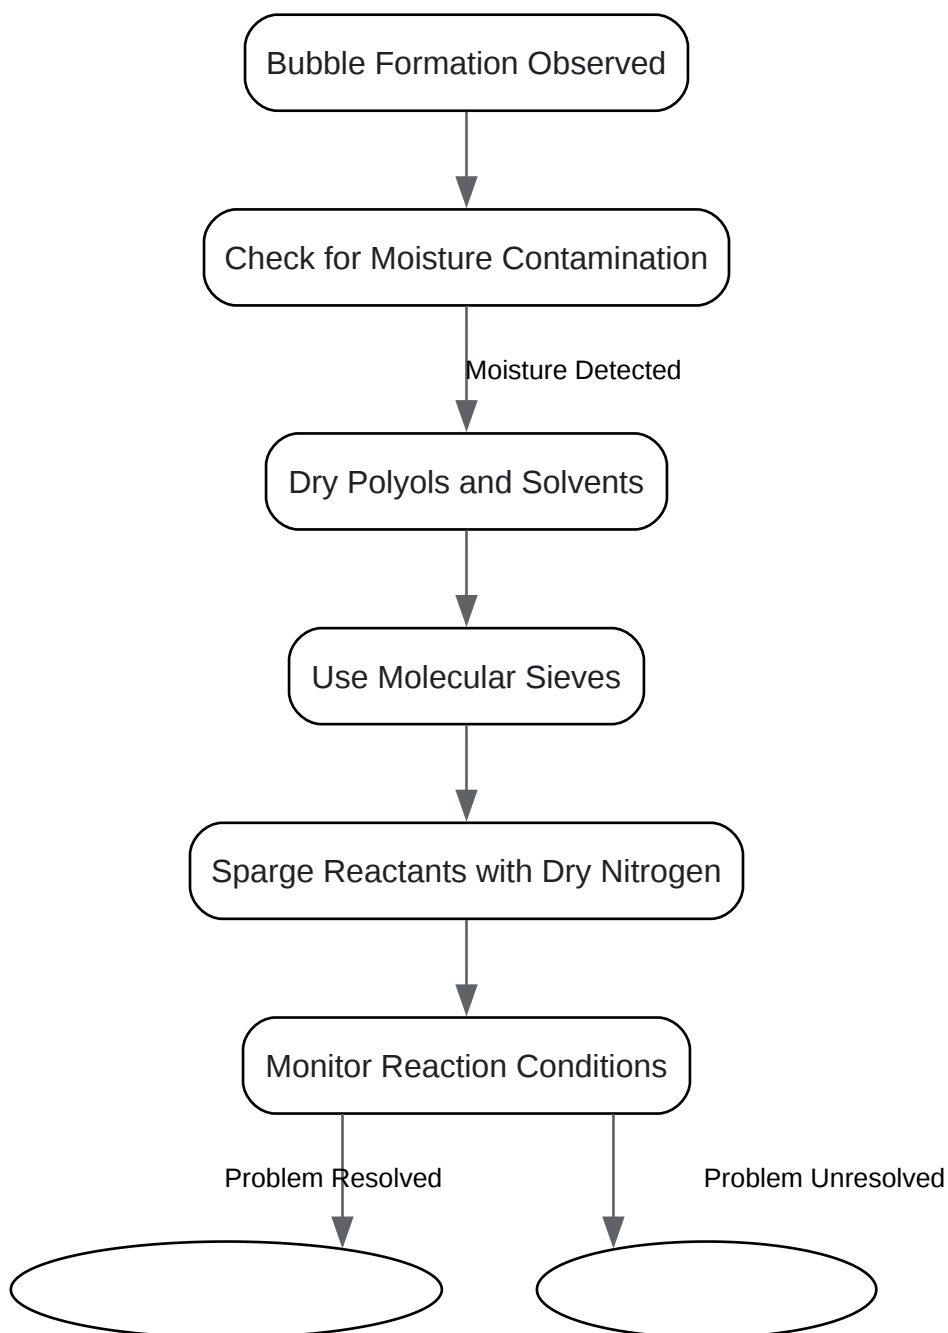 Bubble Formation Observed
Check for Moisture Contamination
Moisture Detected
Dry Polyols and Solvents
Use Molecular Sieves
Sparge Reactants with Dry Nitrogen
Monitor Reaction Conditions
Problem Resolved
Problem Unresolved